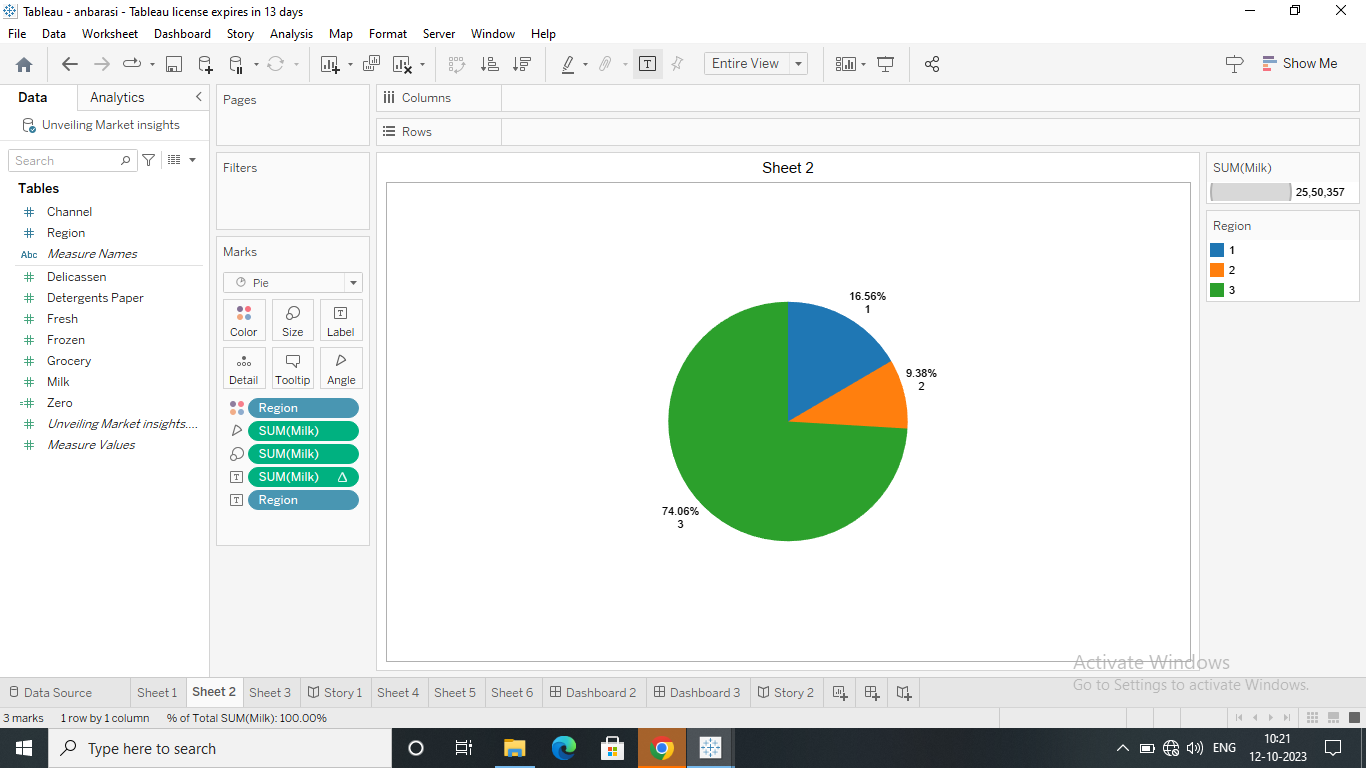 Tableau - anbarasi - Tableau license expires in 13 days
File Data Worksheet Dashboard Story Analysis Map Format Server Window Help
Entire View
Show Me
Data Analytics
Unveiling Market insights
Search
Tables
Channel
Region
Abc Measure Names
Delicassen
Detergents Paper
Fresh
Frozen
Grocery
Milk
Zero
Unveiling Market insights....
Measure Values
Pages
Filters
Marks
Pie
Color Size Label
Detail Tooltip Angle
Region
SUM(Milk)
SUM(Milk)
SUM(Milk)
Region
Columns
Rows
Sheet 2
16.56%
1
9.38%
2
74.06%
3
SUM(Milk)
25,50,357
Region
1
2
3
Activate Windows
Go to Settings to activate Windows.
Data Source Sheet 1 Sheet 2 Sheet 3 Story 1 Sheet 4 Sheet 5 Sheet 6 Dashboard 2 Dashboard 3 Story 2
3 marks 1 row by 1 column % of Total SUM(Milk): 100.00%
Type here to search
ENG
10:21
12-10-2023